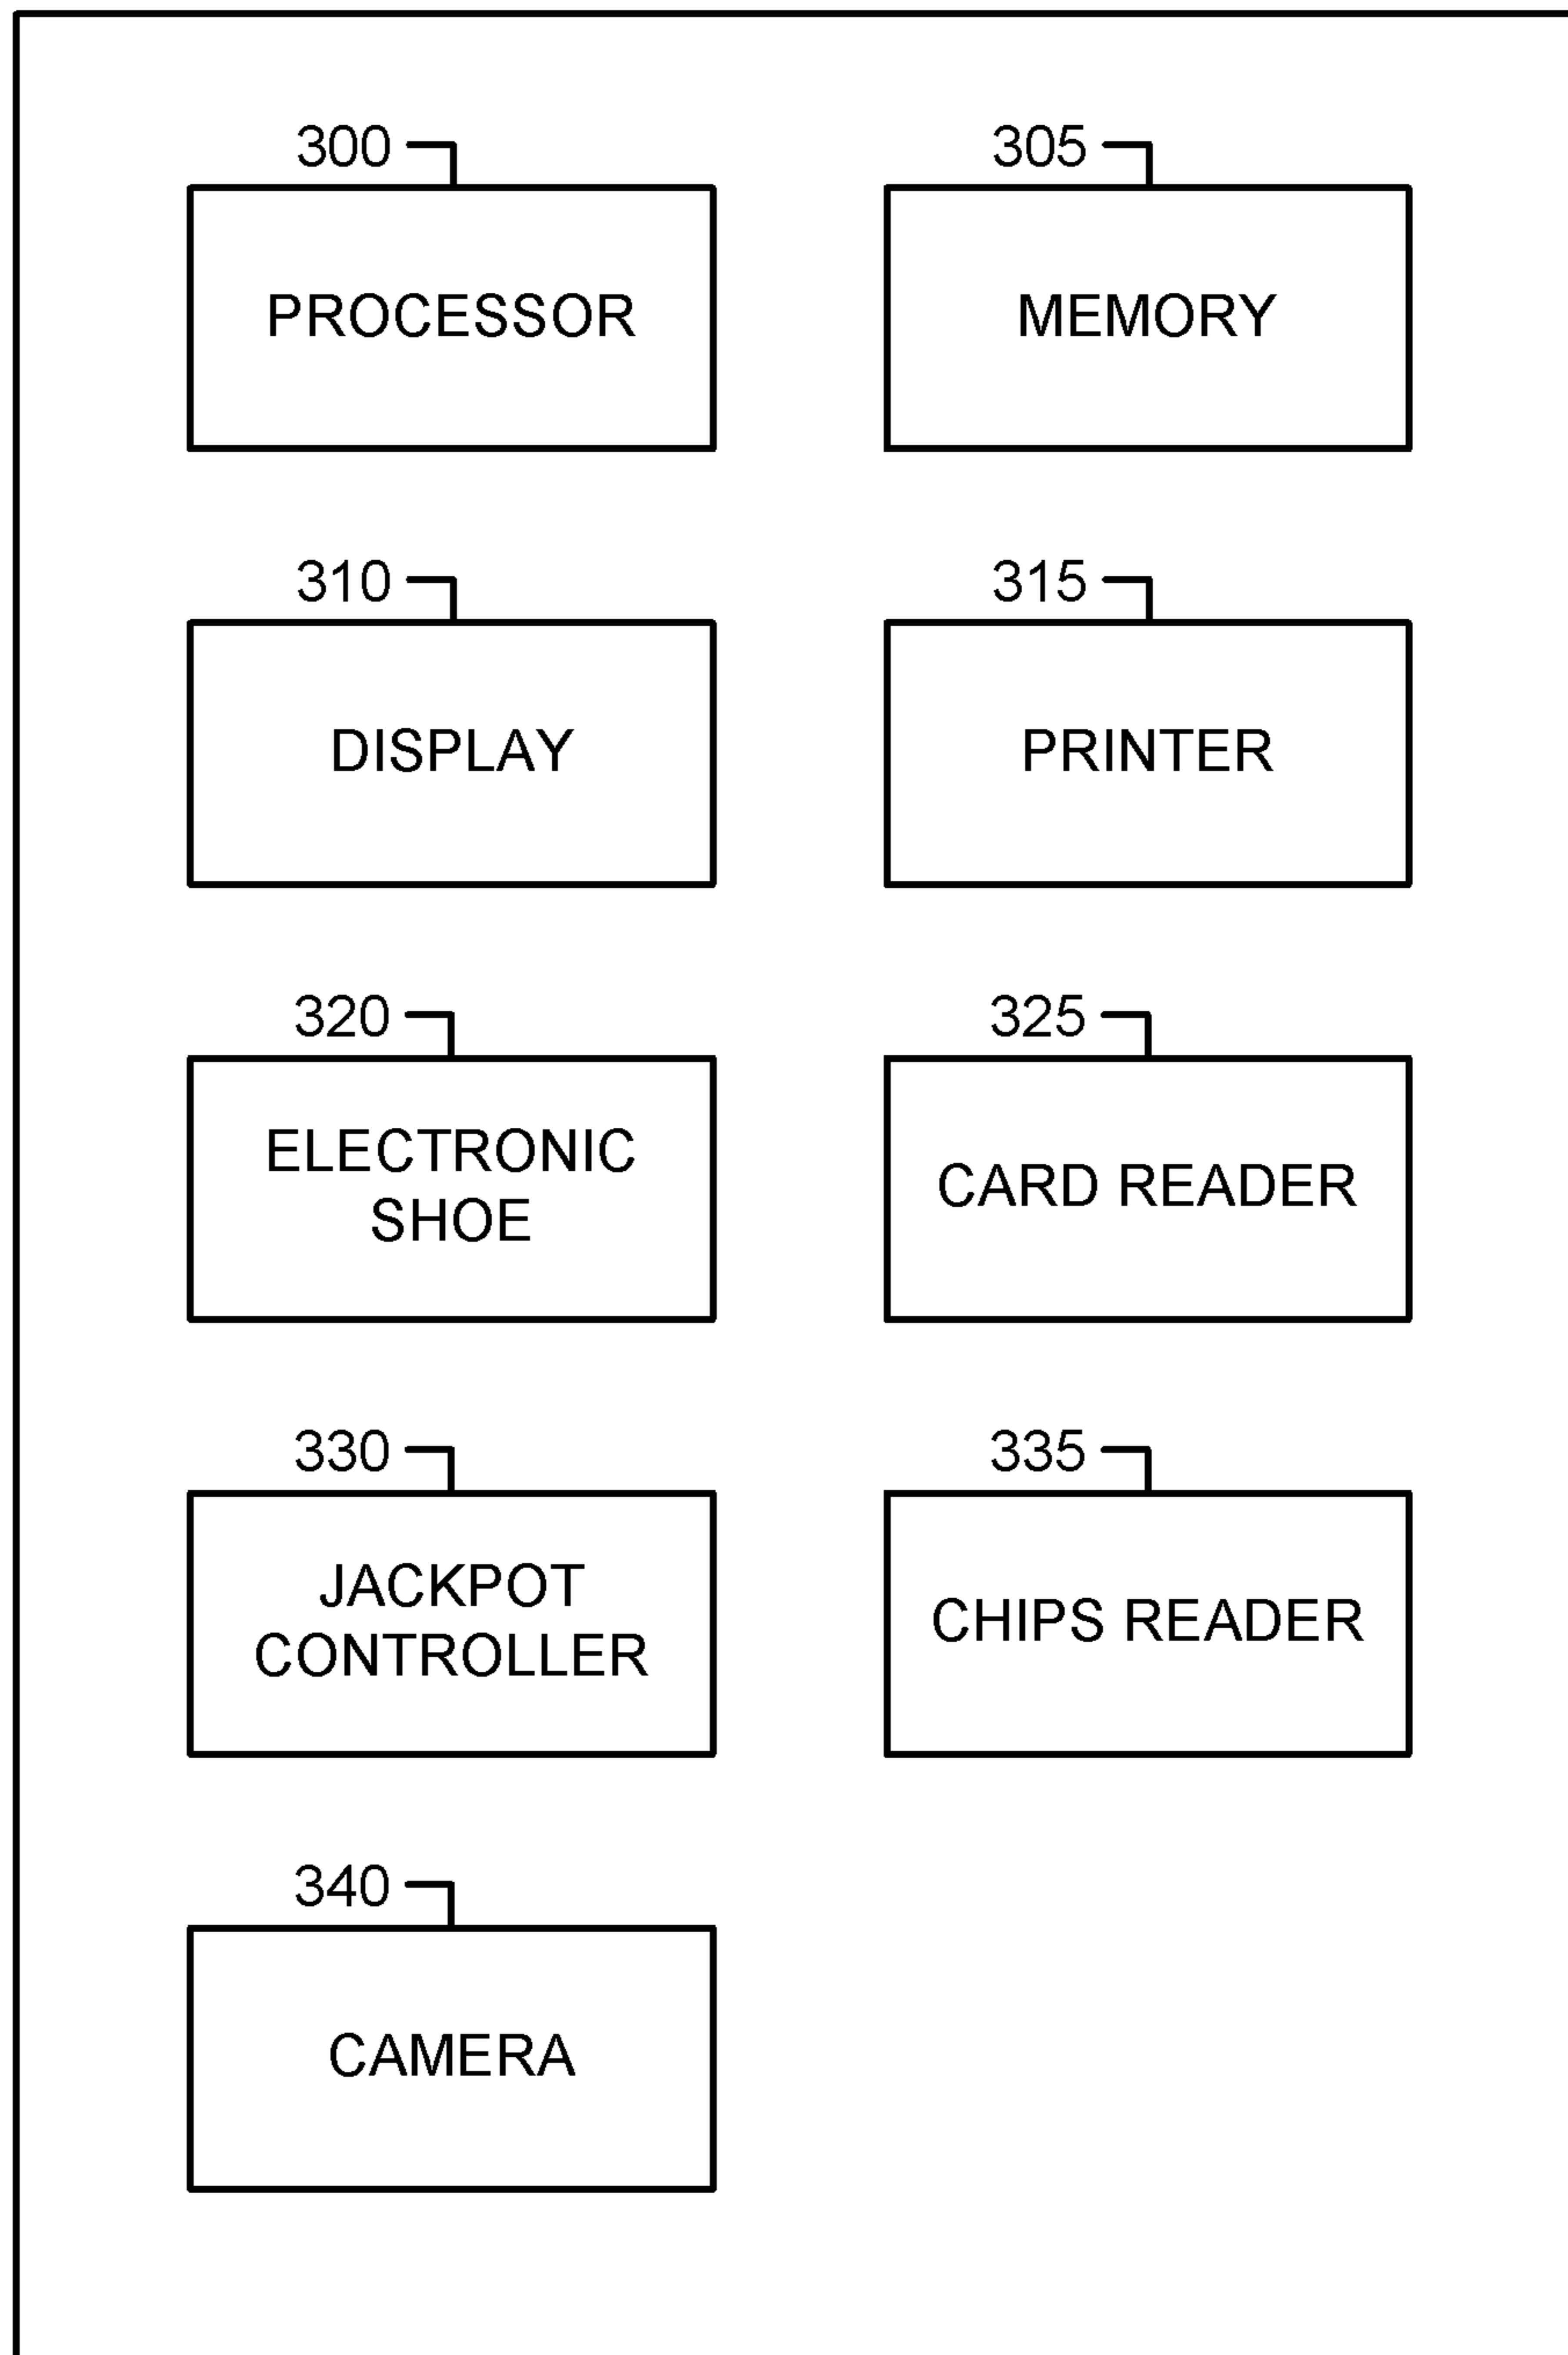 300
PROCESSOR
305
MEMORY
310
DISPLAY
315
PRINTER
320
ELECTRONIC
SHOE
325
CARD READER
330
JACKPOT
CONTROLLER
335
CHIPS READER
340
CAMERA